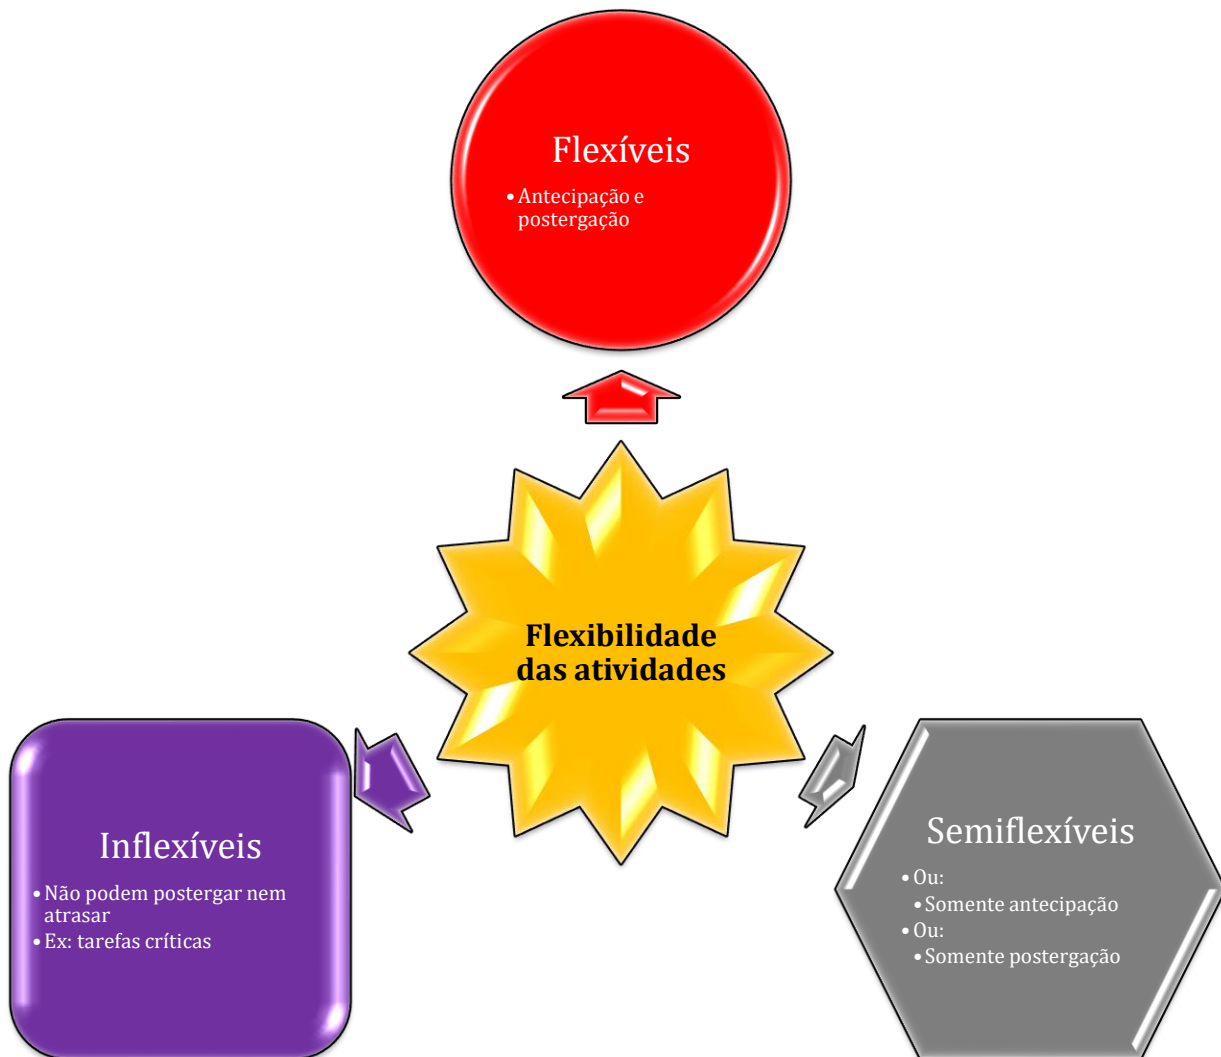 Flexíveis
• Antecipação e
postergação
Flexibilidade
das atividades
Inflexíveis
• Não podem postergar nem
atrasar
• Ex: tarefas críticas
Semiflexíveis
• Ou:
• Somente antecipação
• Ou:
• Somente postergação